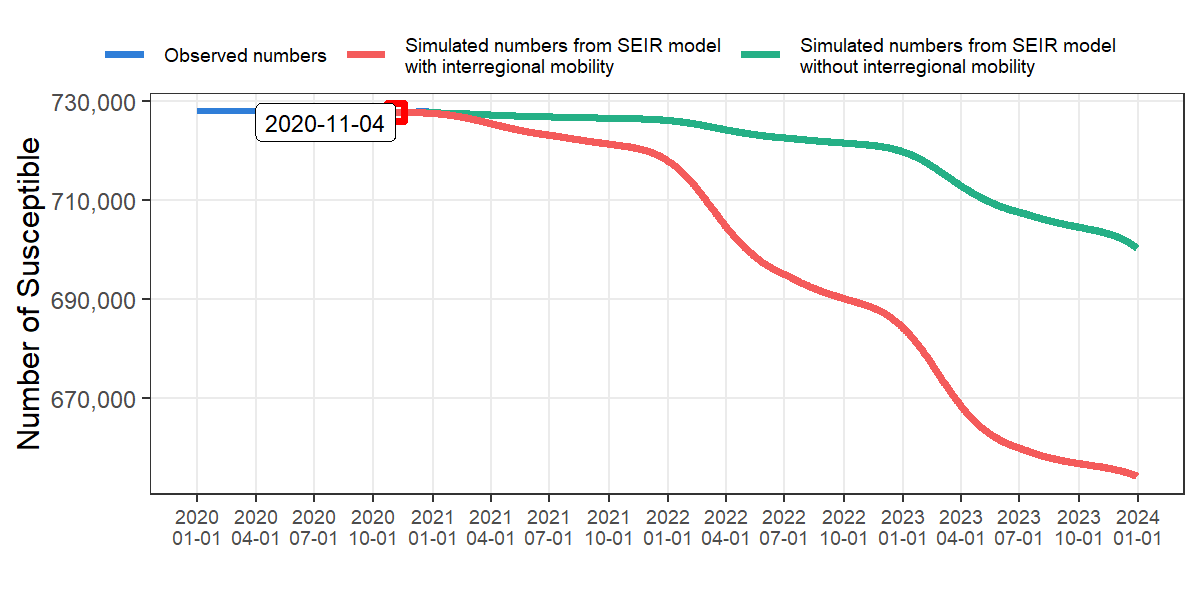 Observed numbers
Simulated numbers from SEIR model
with interregional mobility
Simulated numbers from SEIR model
without interregional mobility
Number of Susceptible
730,000
710,000
690,000
670,000
2020-11-04
2020 2020 2020 2020 2021 2021 2021 2021 2022 2022 2022 2022 2023 2023 2023 2023 2024
01-01 04-01 07-01 10-01 01-01 04-01 07-01 10-01 01-01 04-01 07-01 10-01 01-01 04-01 07-01 10-01 01-01